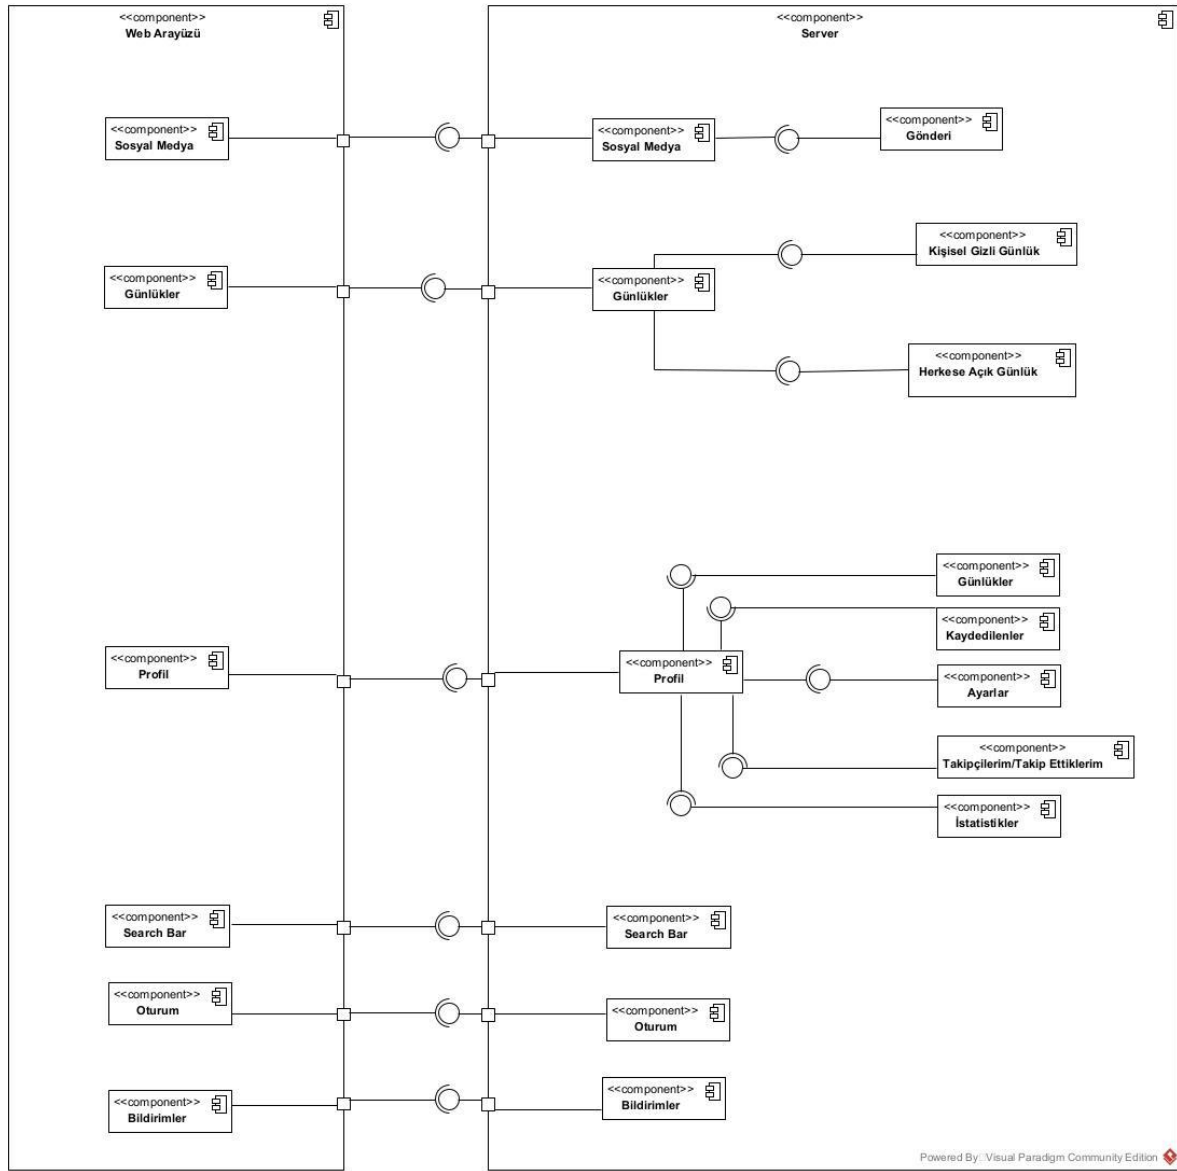 <<component>>
Web Arayüzü
<<component>>
Server
<<component>>
Sosyal Medya
<<component>>
Sosyal Medya
<<component>>
Gönderi
<<component>>
Günlükler
<<component>>
Günlükler
<<component>>
Kişisel Gizli Günlük
<<component>>
Herkese Açık Günlük
<<component>>
Profil
<<component>>
Profil
<<component>>
Günlükler
<<component>>
Kaydedilenler
<<component>>
Ayarlar
<<component>>
Takipçilerim/Takip Ettiklerim
<<component>>
İstatistikler
<<component>>
Search Bar
<<component>>
Search Bar
<<component>>
Oturum
<<component>>
Oturum
<<component>>
Bildirimler
<<component>>
Bildirimler
Powered By: Visual Paradigm Community Edition